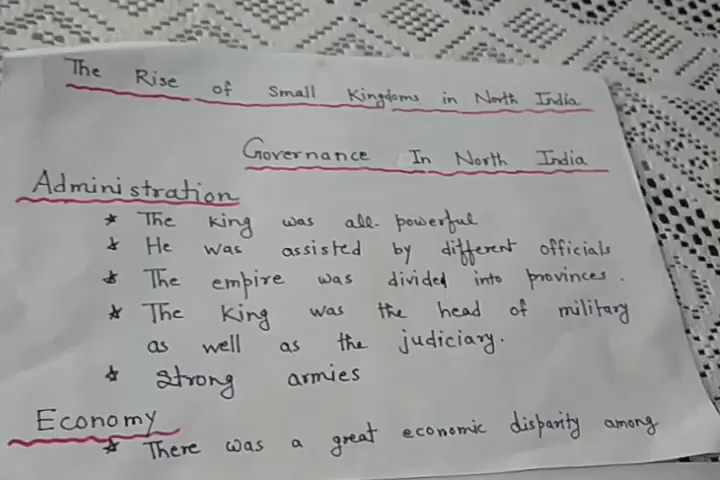 The Rise of Small Kingdoms in North India
Governance In North India
Administration
* The King was all powerful
* He was assisted by different officials
* The empire was divided into provinces.
* The King was the head of military
as well as the judiciary.
* Strong armies
Economy
* There was a great economic disparity among